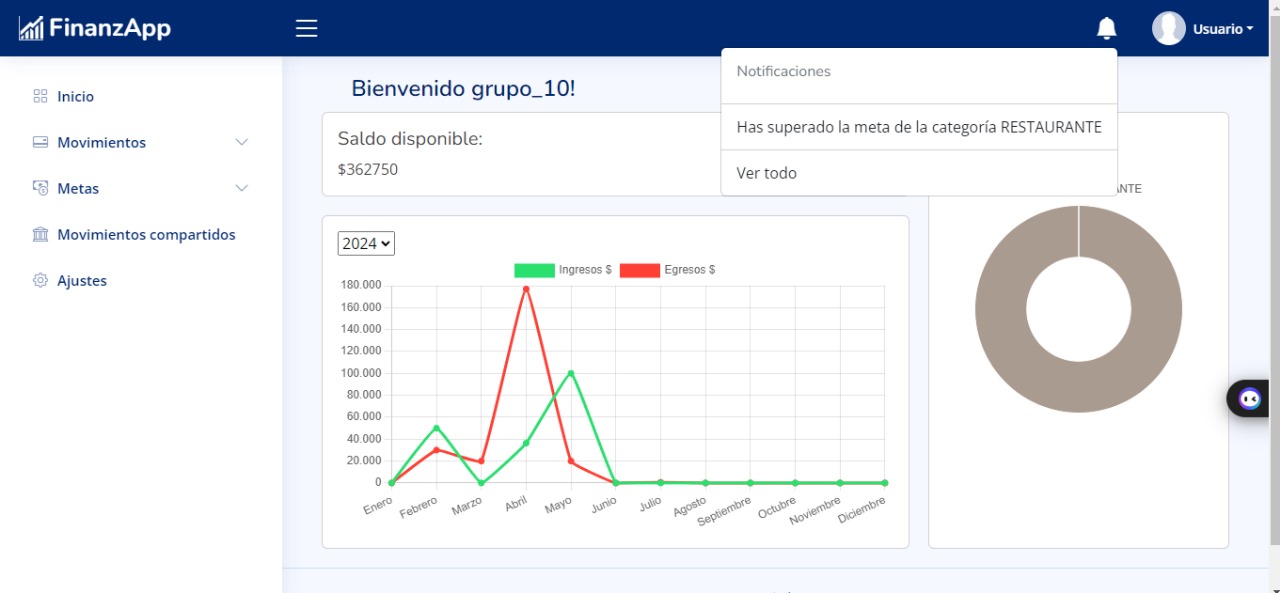 FinanzApp
Usuario
Inicio
Movimientos
Metas
Movimientos compartidos
Ajustes
Bienvenido grupo_10!
Notificaciones
Has superado la meta de la categoría RESTAURANTE
Ver todo
Saldo disponible:
$362750
2024
Ingresos $ Egresos $
180.000
160.000
140.000
120.000
100.000
80.000
60.000
40.000
20.000
0
Enero Febrero Marzo Abril Mayo Junio Julio Agosto Septiembre Octubre Noviembre Diciembre
ANTE